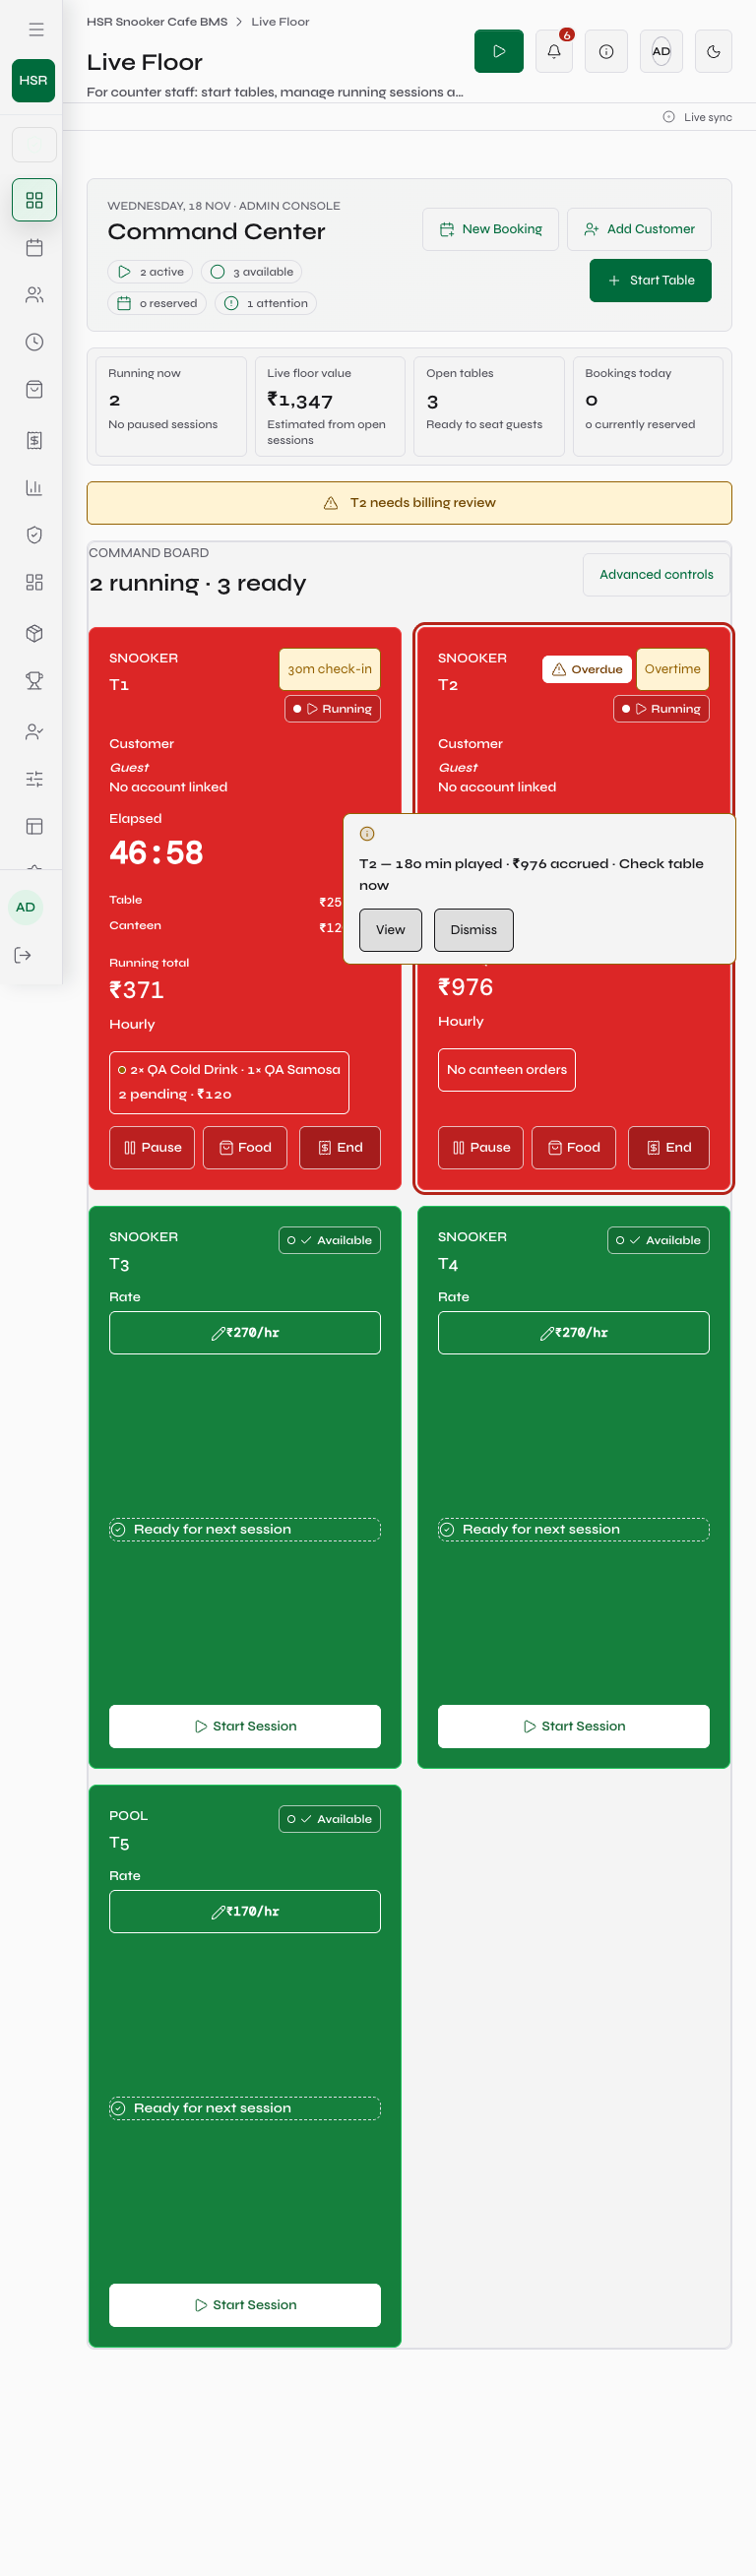 HSR Snooker Cafe BMS > Live Floor
HSR
Live Floor
For counter staff: start tables, manage running sessions a…
6
AD
Live sync
WEDNESDAY, 18 NOV · ADMIN CONSOLE
Command Center
2 active
3 available
0 reserved
1 attention
New Booking
Add Customer
Start Table
Running now
2
No paused sessions
Live floor value
₹1,347
Estimated from open
sessions
Open tables
3
Ready to seat guests
Bookings today
0
0 currently reserved
T2 needs billing review
COMMAND BOARD
2 running · 3 ready
Advanced controls
SNOOKER
T1
30m check-in
Running
Customer
Guest
No account linked
Elapsed
46:58
Table
₹25
Canteen
₹12
Running total
₹371
Hourly
2× QA Cold Drink · 1× QA Samosa
2 pending · ₹120
Pause
Food
End
SNOOKER
T2
Overdue
Overtime
Running
Customer
Guest
No account linked
T2 — 180 min played · ₹976 accrued · Check table
now
View
Dismiss
₹976
Hourly
No canteen orders
Pause
Food
End
AD
SNOOKER
T3
Available
Rate
₹270/hr
Ready for next session
Start Session
SNOOKER
T4
Available
Rate
₹270/hr
Ready for next session
Start Session
POOL
T5
Available
Rate
₹170/hr
Ready for next session
Start Session